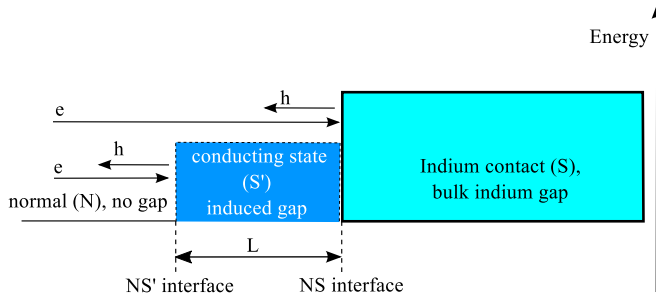 Energy
h
e
h
e
conducting state
(S')
induced gap
Indium contact (S),
bulk indium gap
normal (N), no gap
L
NS' interface
NS interface